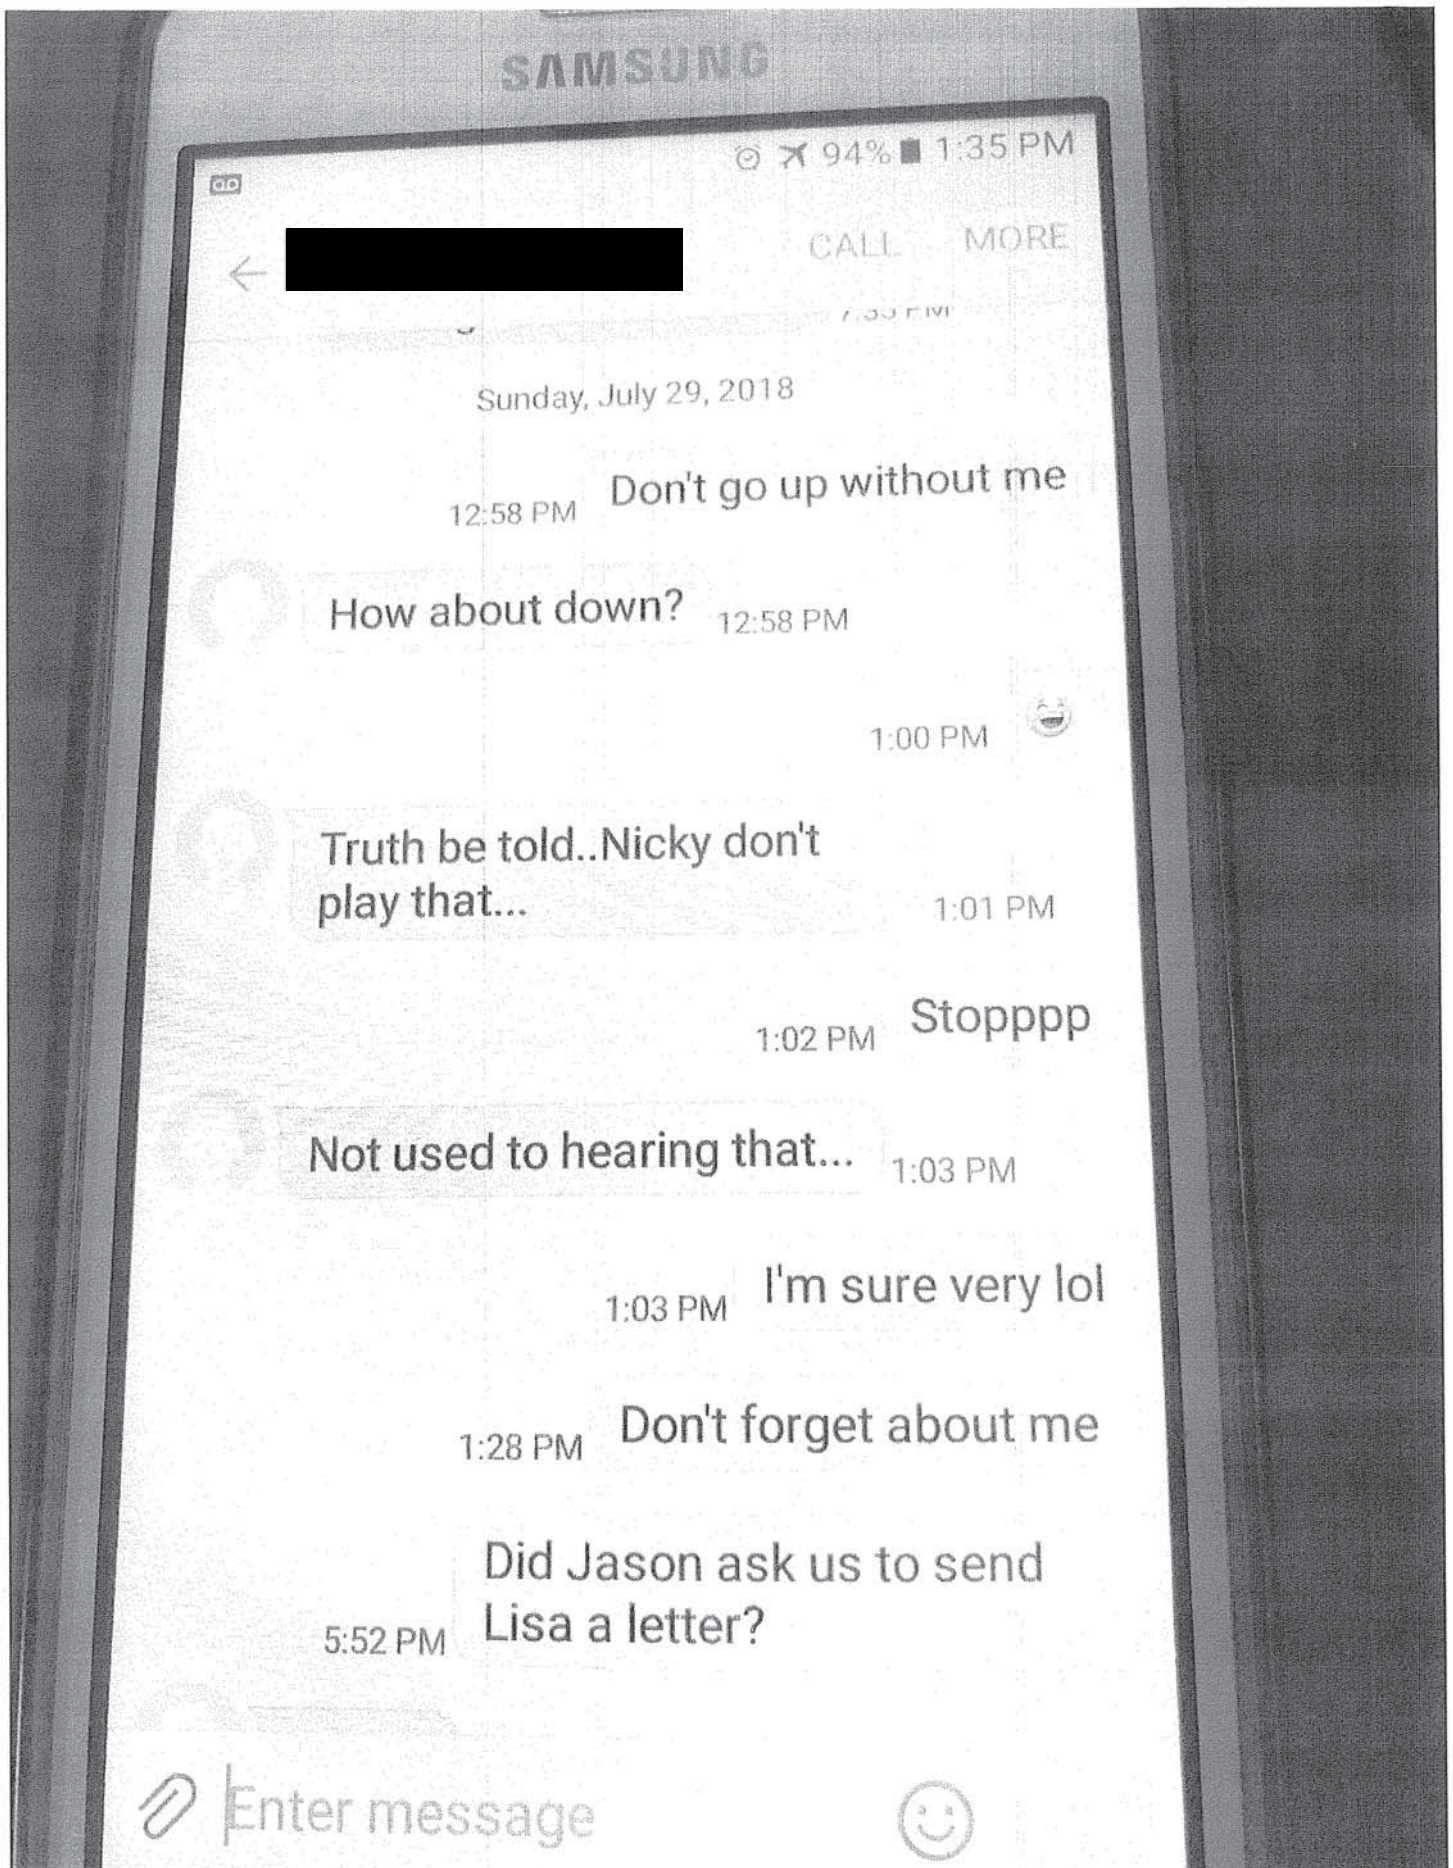 SAMSUNG
94% 1:35 PM
CALL MORE
Sunday, July 29, 2018
12:58 PM Don't go up without me
How about down? 12:58 PM
1:00 PM
Truth be told..Nicky don't
play that... 1:01 PM
1:02 PM Stopppp
Not used to hearing that... 1:03 PM
1:03 PM I'm sure very lol
1:28 PM Don't forget about me
Did Jason ask us to send
5:52 PM Lisa a letter?
Enter message